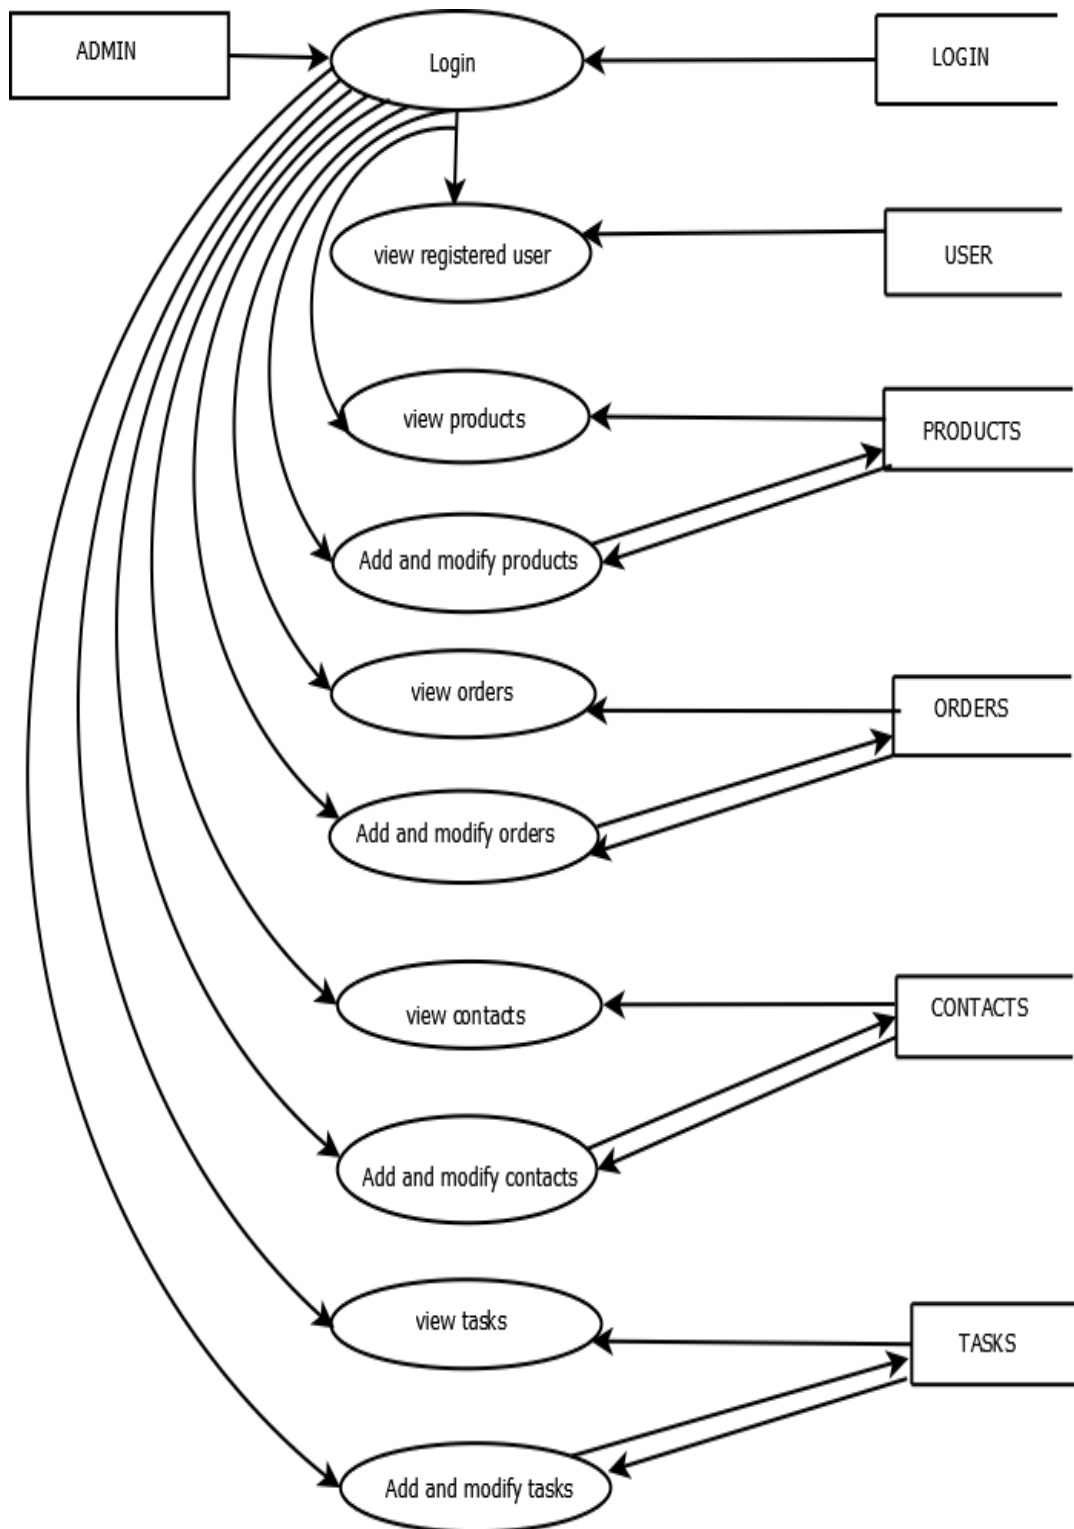 ADMIN
Login
LOGIN
view registered user
USER
view products
PRODUCTS
Add and modify products
view orders
ORDERS
Add and modify orders
view contacts
CONTACTS
Add and modify contacts
view tasks
TASKS
Add and modify tasks